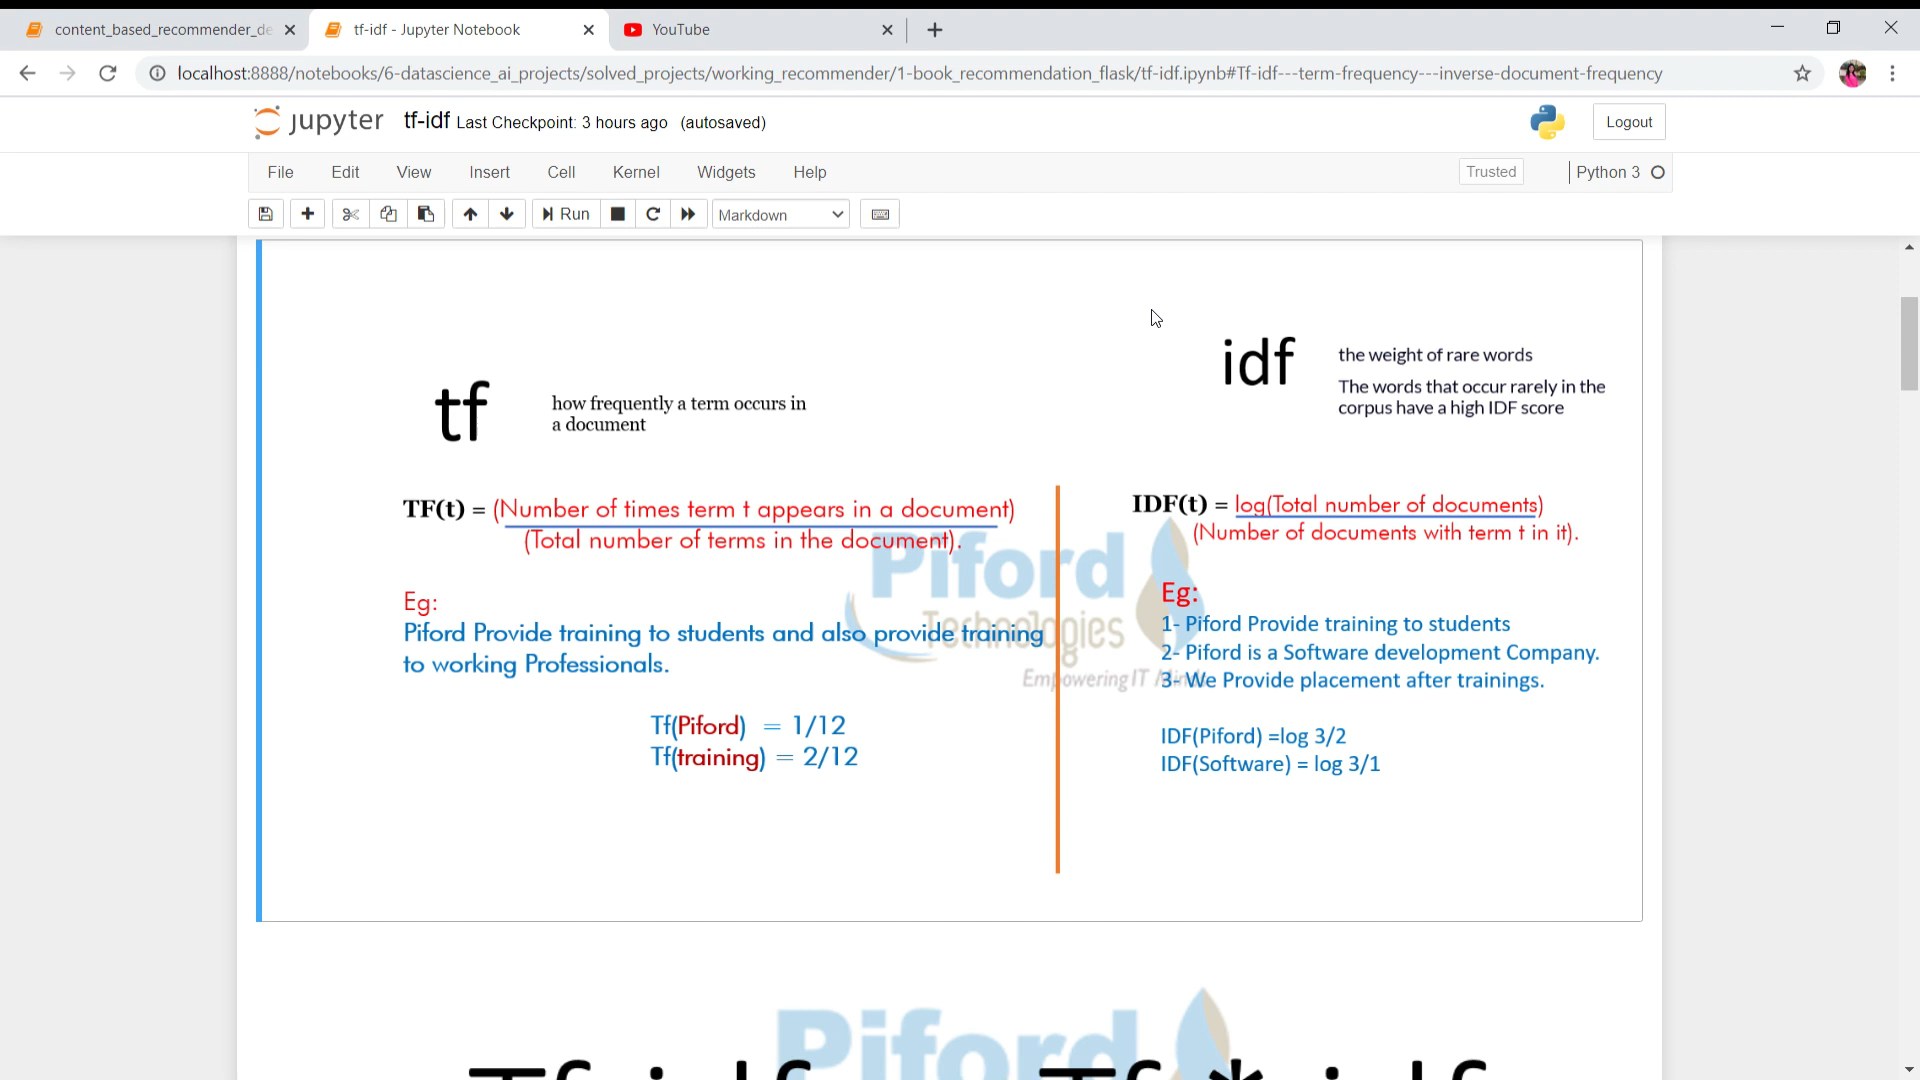 content_based_recommender_de
tf-idf - Jupyter Notebook
YouTube
localhost:8888/notebooks/6-datascience_ai_projects/solved_projects/working_recommender/1-book_recommendation_flask/tf-idf.ipynb#Tf-idf---term-frequency---inverse-document-frequency
jupyter tf-idf Last Checkpoint: 3 hours ago (autosaved)
Logout
File Edit View Insert Cell Kernel Widgets Help
Trusted
Python 3
Run
Markdown
tf
how frequently a term occurs in
a document
TF(t) = (Number of times term t appears in a document)
(Total number of terms in the document).
Eg:
Piford Provide training to students and also provide training
to working Professionals.
Tf(Piford) = 1/12
Tf(training) = 2/12
idf
the weight of rare words
The words that occur rarely in the
corpus have a high IDF score
IDF(t) = log(Total number of documents)
(Number of documents with term t in it).
Eg:
1- Piford Provide training to students
2- Piford is a Software development Company.
3- We Provide placement after trainings.
IDF(Piford) =log 3/2
IDF(Software) = log 3/1
Piford
Technologies
Empowering IT
Piford